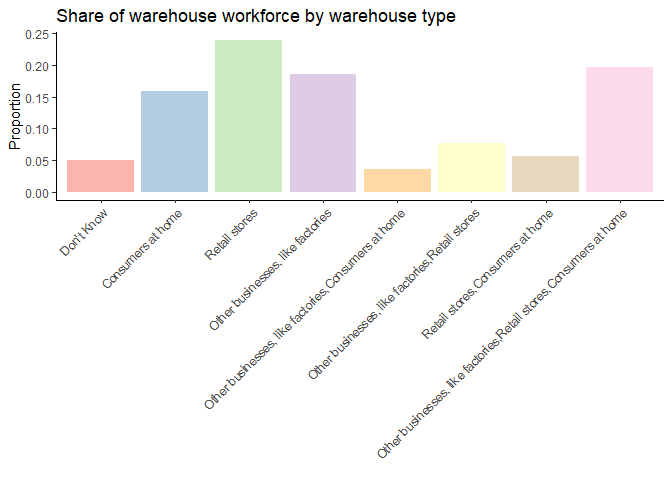 Share of warehouse workforce by warehouse type
Proportion
0.25
0.20
0.15
0.10
0.05
0.00
Don't Know
Consumers at home
Retail stores
Other businesses, like factories
Other businesses, like factories,Consumers at home
Other businesses, like factories,Retail stores
Retail stores,Consumers at home
Other businesses, like factories,Retail stores,Consumers at home